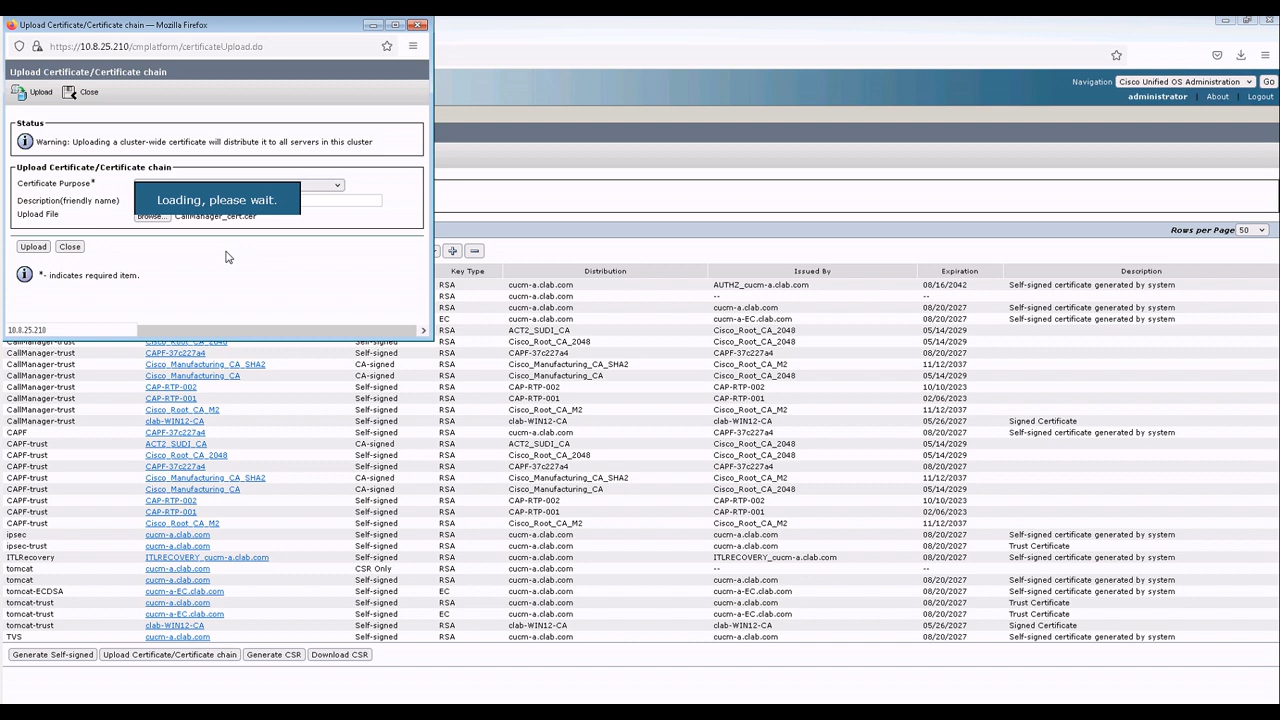 Upload Certificate/Certificate chain — Mozilla Firefox
https://10.8.25.210/cmplatform/certificateUpload.do
Upload Certificate/Certificate chain
Upload Close
Status
Warning: Uploading a cluster-wide certificate will distribute it to all servers in this cluster
Upload Certificate/Certificate chain
Certificate Purpose*
Description(friendly name)
Upload File Browse... CallManager_cert.cer
Loading, please wait.
Upload Close
*- indicates required item.
10.8.25.210
Navigation Cisco Unified OS Administration Go
administrator | About | Logout
Rows per Page 50
Key Type Distribution Issued By Expiration Description
RSA cucm-a.clab.com AUTHZ_cucm-a.clab.com 08/16/2042 Self-signed certificate generated by system
RSA cucm-a.clab.com -- --
RSA cucm-a.clab.com cucm-a.clab.com 08/20/2027 Self-signed certificate generated by system
EC cucm-a.clab.com cucm-a-EC.clab.com 08/20/2027 Self-signed certificate generated by system
RSA ACT2_SUDI_CA Cisco_Root_CA_2048 05/14/2029
CallManager-trust Cisco_Root_CA_2048 Self-signed RSA Cisco_Root_CA_2048 Cisco_Root_CA_2048 05/14/2029
CallManager-trust CAPF-37c227a4 Self-signed RSA CAPF-37c227a4 CAPF-37c227a4 08/20/2027
CallManager-trust Cisco_Manufacturing_CA_SHA2 CA-signed RSA Cisco_Manufacturing_CA_SHA2 Cisco_Root_CA_M2 11/12/2037
CallManager-trust Cisco_Manufacturing_CA CA-signed RSA Cisco_Manufacturing_CA Cisco_Root_CA_2048 05/14/2029
CallManager-trust CAP-RTP-002 Self-signed RSA CAP-RTP-002 CAP-RTP-002 10/10/2023
CallManager-trust CAP-RTP-001 Self-signed RSA CAP-RTP-001 CAP-RTP-001 02/06/2023
CallManager-trust Cisco_Root_CA_M2 Self-signed RSA Cisco_Root_CA_M2 Cisco_Root_CA_M2 11/12/2037
CallManager-trust clab-WIN12-CA Self-signed RSA clab-WIN12-CA clab-WIN12-CA 05/26/2027 Signed Certificate
CAPF CAPF-37c227a4 Self-signed RSA cucm-a.clab.com CAPF-37c227a4 08/20/2027 Self-signed certificate generated by system
CAPF-trust ACT2_SUDI_CA CA-signed RSA ACT2_SUDI_CA Cisco_Root_CA_2048 05/14/2029
CAPF-trust Cisco_Root_CA_2048 Self-signed RSA Cisco_Root_CA_2048 Cisco_Root_CA_2048 05/14/2029
CAPF-trust CAPF-37c227a4 Self-signed RSA CAPF-37c227a4 CAPF-37c227a4 08/20/2027
CAPF-trust Cisco_Manufacturing_CA_SHA2 CA-signed RSA Cisco_Manufacturing_CA_SHA2 Cisco_Root_CA_M2 11/12/2037
CAPF-trust Cisco_Manufacturing_CA CA-signed RSA Cisco_Manufacturing_CA Cisco_Root_CA_2048 05/14/2029
CAPF-trust CAP-RTP-002 Self-signed RSA CAP-RTP-002 CAP-RTP-002 10/10/2023
CAPF-trust CAP-RTP-001 Self-signed RSA CAP-RTP-001 CAP-RTP-001 02/06/2023
CAPF-trust Cisco_Root_CA_M2 Self-signed RSA Cisco_Root_CA_M2 Cisco_Root_CA_M2 11/12/2037
ipsec cucm-a.clab.com Self-signed RSA cucm-a.clab.com cucm-a.clab.com 08/20/2027 Self-signed certificate generated by system
ipsec-trust cucm-a.clab.com Self-signed RSA cucm-a.clab.com cucm-a.clab.com 08/20/2027 Trust Certificate
ITLRecovery ITLRECOVERY_cucm-a.clab.com Self-signed RSA cucm-a.clab.com ITLRECOVERY_cucm-a.clab.com 08/20/2027 Self-signed certificate generated by system
tomcat cucm-a.clab.com CSR Only RSA cucm-a.clab.com -- --
tomcat cucm-a.clab.com Self-signed RSA cucm-a.clab.com cucm-a.clab.com 08/20/2027 Self-signed certificate generated by system
tomcat-ECDSA cucm-a-EC.clab.com Self-signed EC cucm-a.clab.com cucm-a-EC.clab.com 08/20/2027 Self-signed certificate generated by system
tomcat-trust cucm-a.clab.com Self-signed RSA cucm-a.clab.com cucm-a.clab.com 08/20/2027 Trust Certificate
tomcat-trust cucm-a-EC.clab.com Self-signed EC cucm-a.clab.com cucm-a-EC.clab.com 08/20/2027 Trust Certificate
tomcat-trust clab-WIN12-CA Self-signed RSA clab-WIN12-CA clab-WIN12-CA 05/26/2027 Signed Certificate
TVS cucm-a.clab.com Self-signed RSA cucm-a.clab.com cucm-a.clab.com 08/20/2027 Self-signed certificate generated by system
Generate Self-signed Upload Certificate/Certificate chain Generate CSR Download CSR